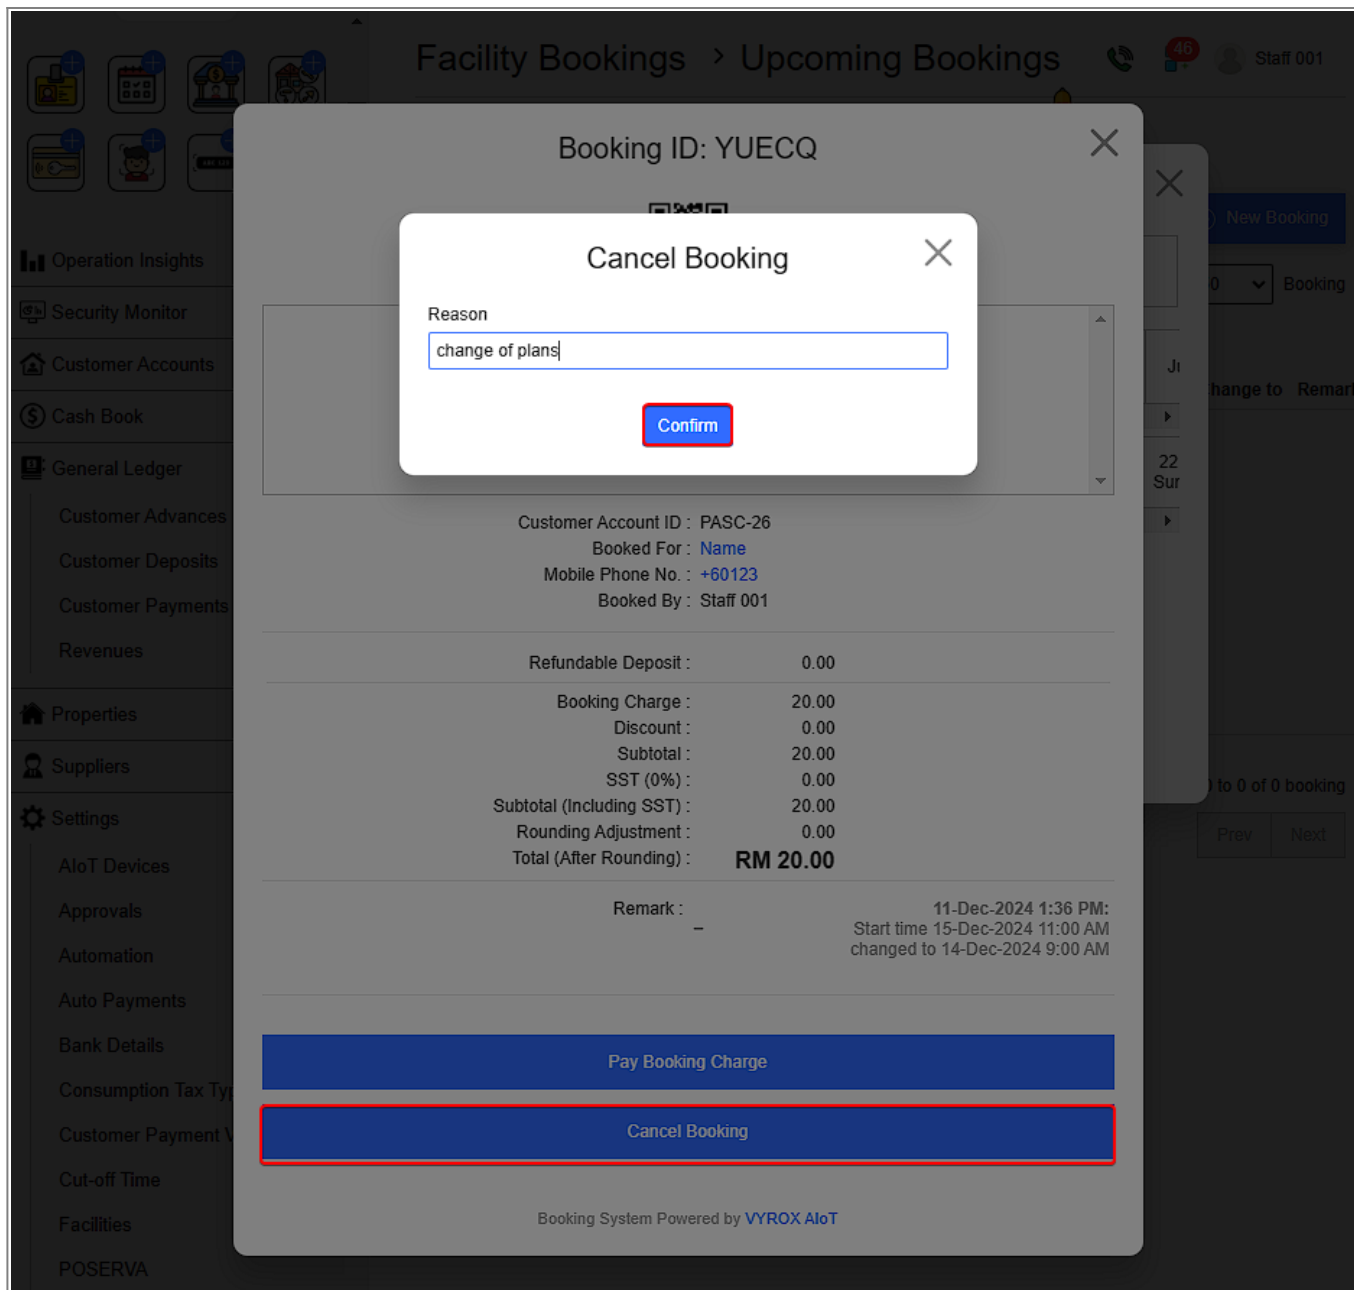 Facility Bookings > Upcoming Bookings
46
Staff 001
Booking ID: YUECQ
New Booking
Booking
Cancel Booking
Reason
change of plans
Confirm
Operation Insights
Security Monitor
Customer Accounts
Cash Book
General Ledger
Customer Advances
Customer Deposits
Customer Payments
Revenues
Properties
Suppliers
Settings
AIoT Devices
Approvals
Automation
Auto Payments
Bank Details
Consumption Tax
Customer Payment
Cut-off Time
Facilities
POSERVA
22
to
Customer Account ID : PASC-26
Booked For : Name
Mobile Phone No. : +60123
Booked By : Staff 001
Refundable Deposit : 0.00
Booking Charge : 20.00
Discount : 0.00
Subtotal : 20.00
SST (0%) : 0.00
Subtotal (Including SST) : 20.00
Rounding Adjustment : 0.00
Total (After Rounding) : RM 20.00
to 0 of 0 booking
Prev Next
Remark :
–
11-Dec-2024 1:36 PM:
Start time 15-Dec-2024 11:00 AM
changed to 14-Dec-2024 9:00 AM
Pay Booking Charge
Cancel Booking
Booking System Powered by VYROX AIoT